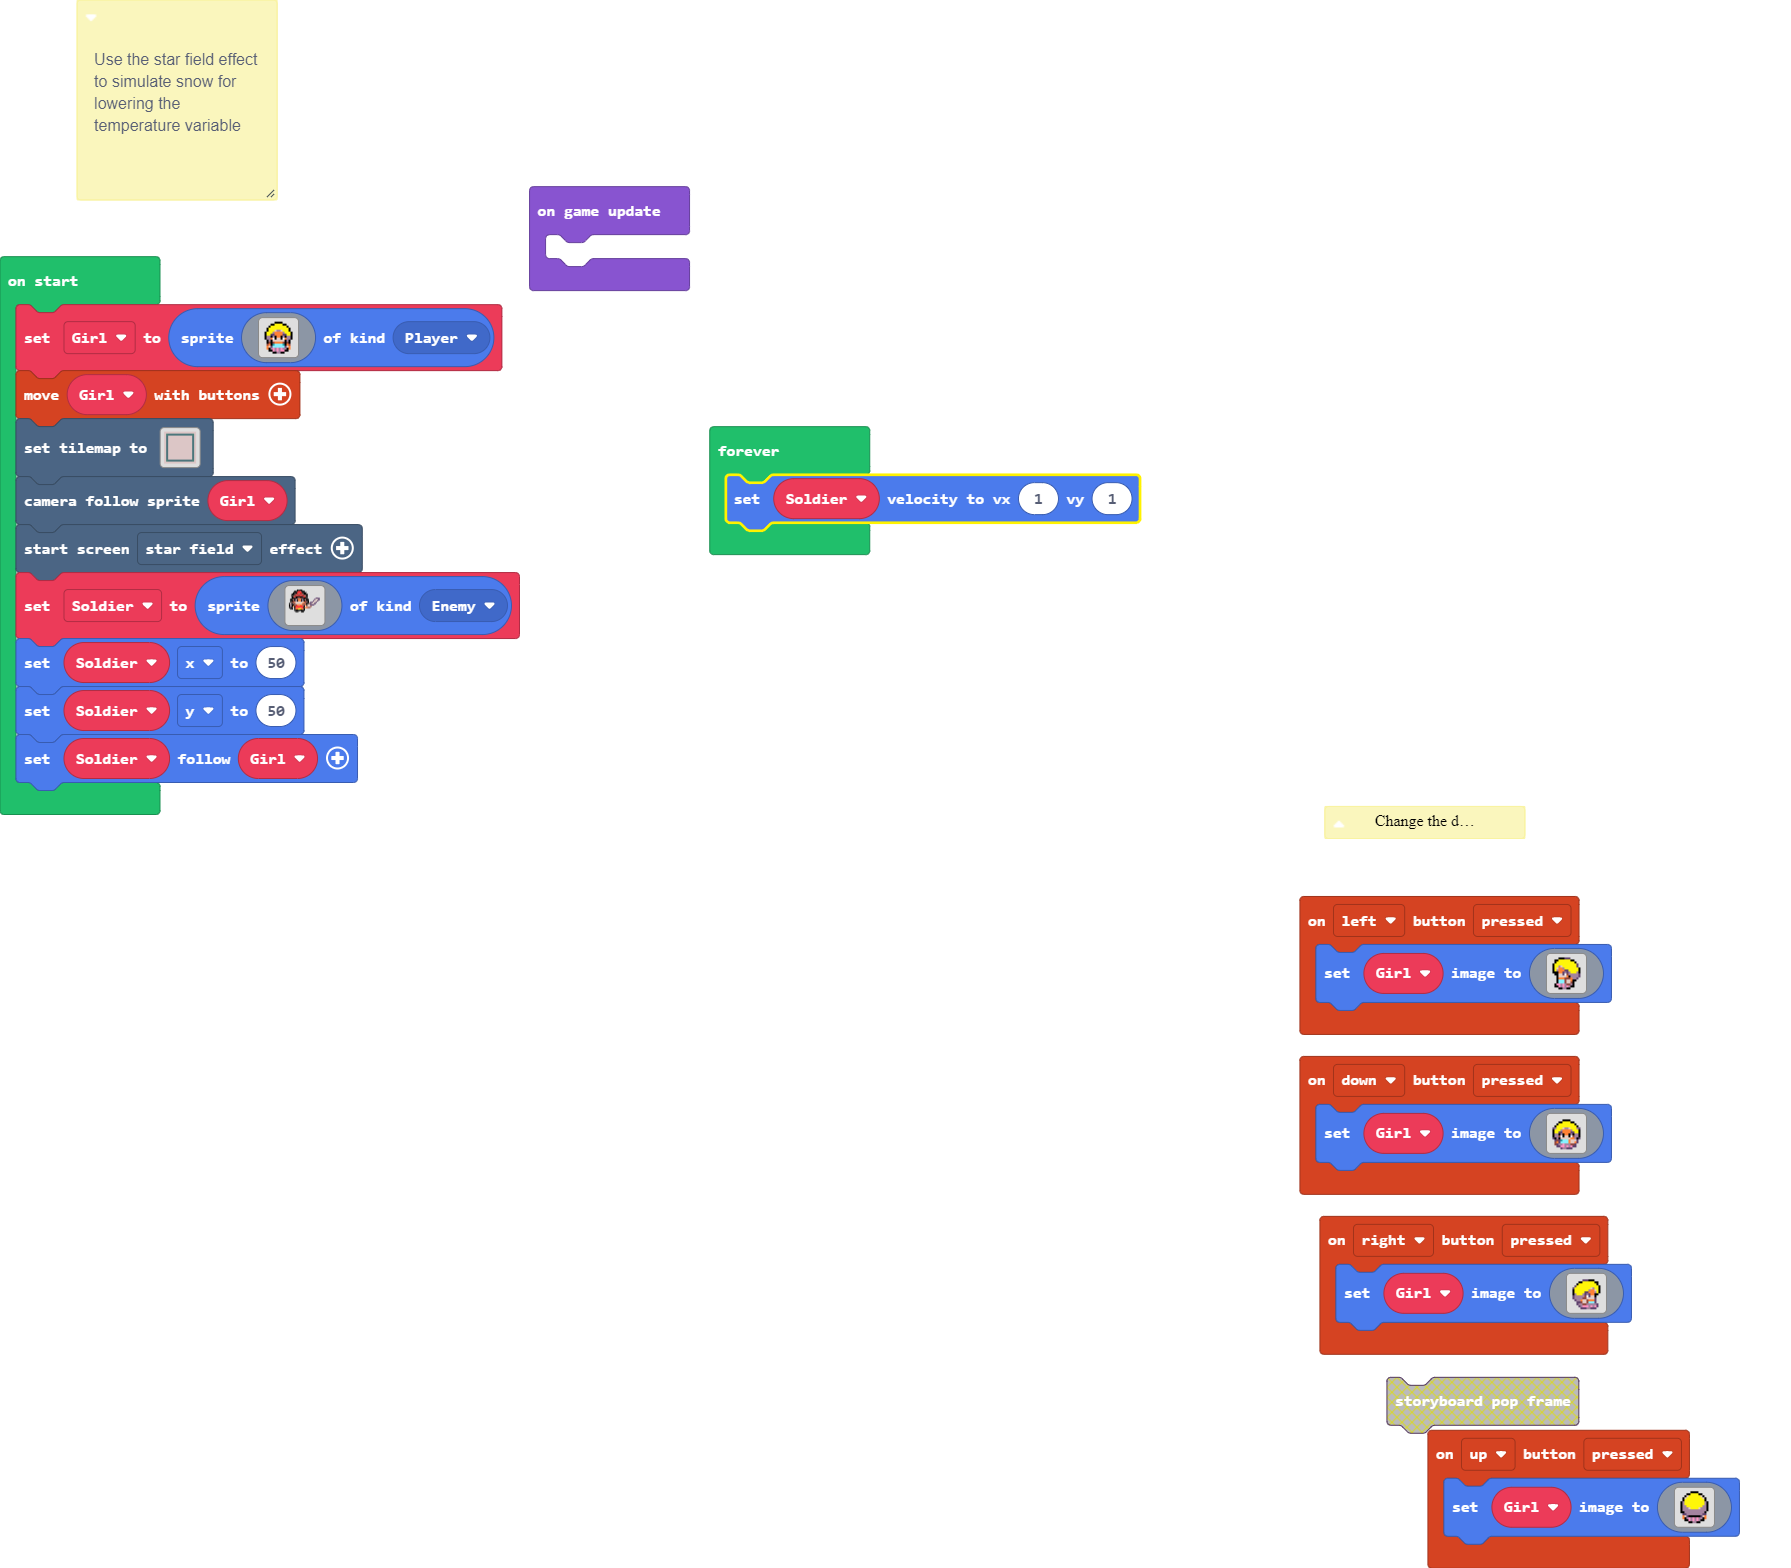 Use the star field effect
to simulate snow for
lowering the
temperature variable
on game update
on start
set Girl to sprite of kind Player
move Girl with buttons
set tilemap to
camera follow sprite Girl
start screen star field effect
set Soldier to sprite of kind Enemy
set Soldier x to 50
set Soldier y to 50
set Soldier follow Girl
forever
set Soldier velocity to vx 1 vy 1
Change the d…
on left button pressed
set Girl image to
on down button pressed
set Girl image to
on right button pressed
set Girl image to
storyboard pop frame
on up button pressed
set Girl image to